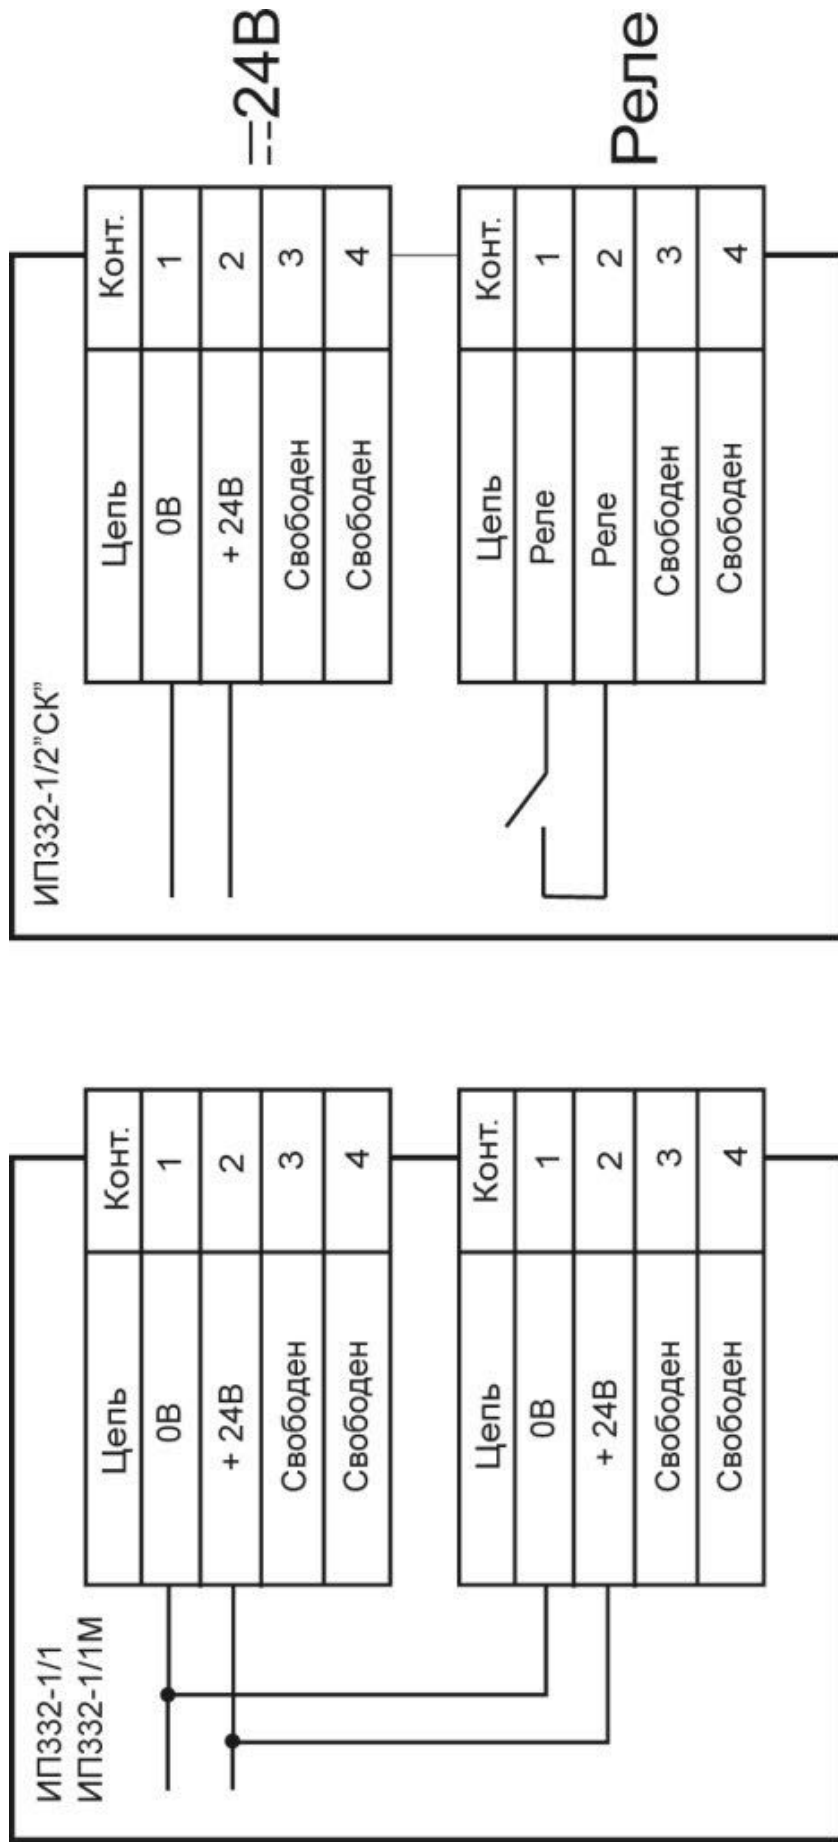 ИП332-1/1
ИП332-1/1М
Цепь Конт.
0В 1
+ 24В 2
Свободен 3
Свободен 4
Цепь Конт.
0В 1
+ 24В 2
Свободен 3
Свободен 4
ИП332-1/2”СК”
Цепь Конт.
0В 1
+ 24В 2
Свободен 3
Свободен 4
24В
Цепь Конт.
Реле 1
Реле 2
Свободен 3
Свободен 4
Реле